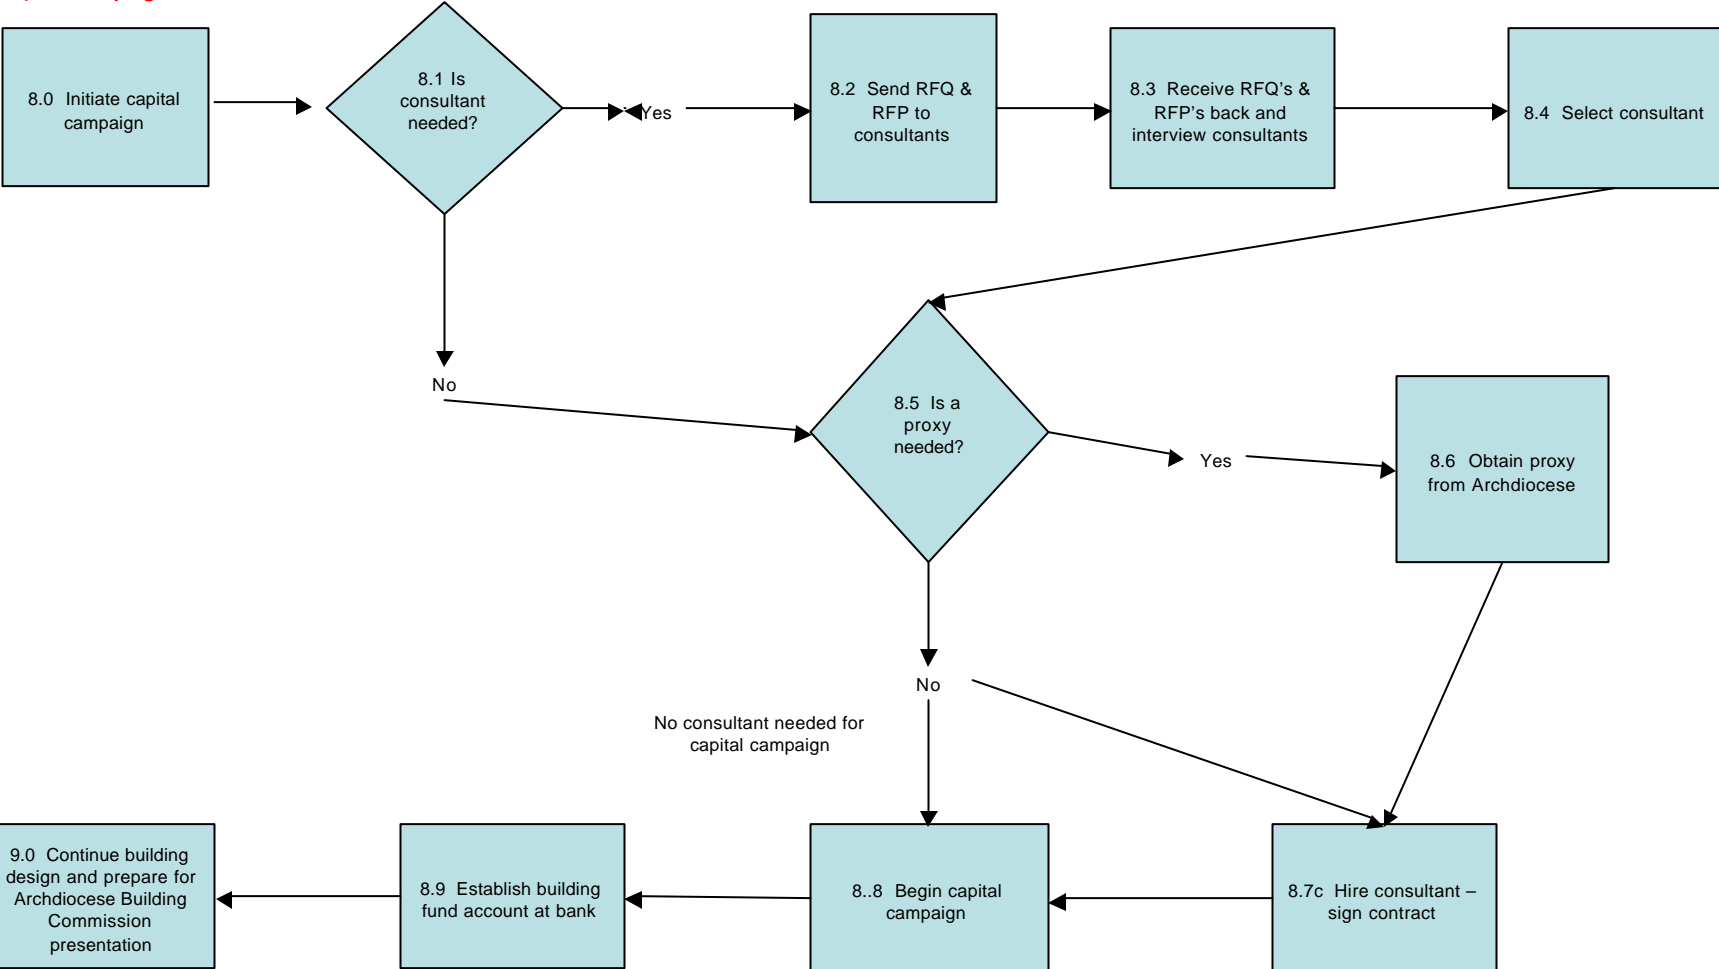 8.0 Initiate capital
campaign
8.1 Is
consultant
needed?
Yes
8.2 Send RFQ &
RFP to
consultants
8.3 Receive RFQ's &
RFP's back and
interview consultants
8.4 Select consultant
No
8.5 Is a
proxy
needed?
Yes
8.6 Obtain proxy
from Archdiocese
No
No consultant needed for
capital campaign
9.0 Continue building
design and prepare for
Archdiocese Building
Commission
presentation
8.9 Establish building
fund account at bank
8..8 Begin capital
campaign
8.7c Hire consultant –
sign contract